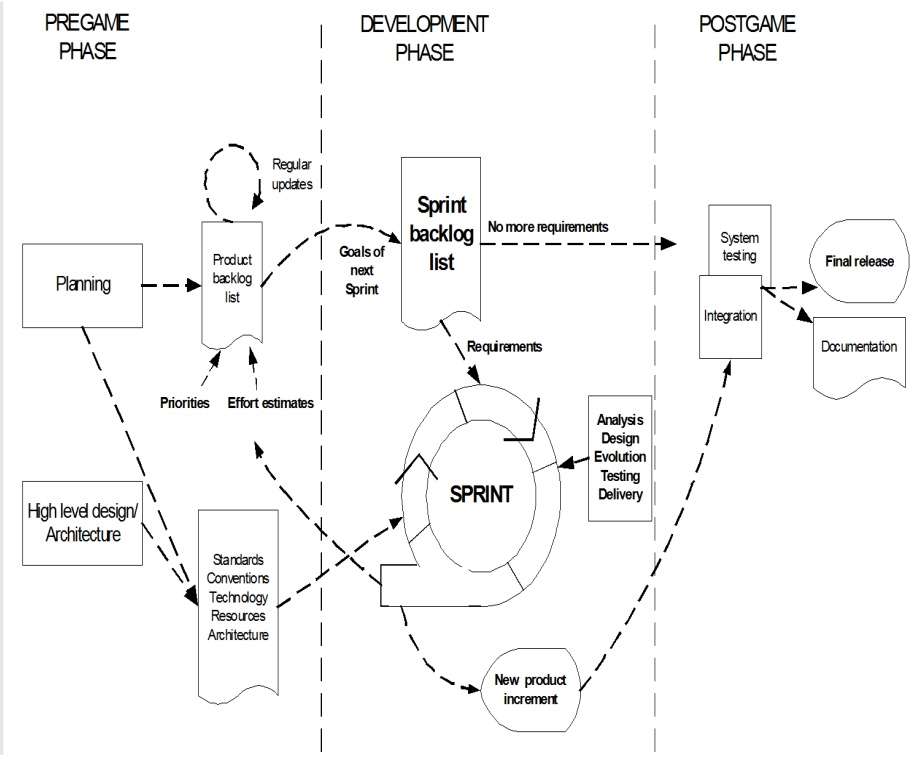 PREGAME
PHASE
DEVELOPMENT
PHASE
POSTGAME
PHASE
Regular
updates
Planning
Product
backlog
list
Priorities
Effort estimates
High level design/
Architecture
Standards
Conventions
Technology
Resources
Architecture
Goals of
next
Sprint
Sprint
backlog
list
No more requirements
Requirements
SPRINT
Analysis
Design
Evolution
Testing
Delivery
New product
increment
System
testing
Integration
Final release
Documentation